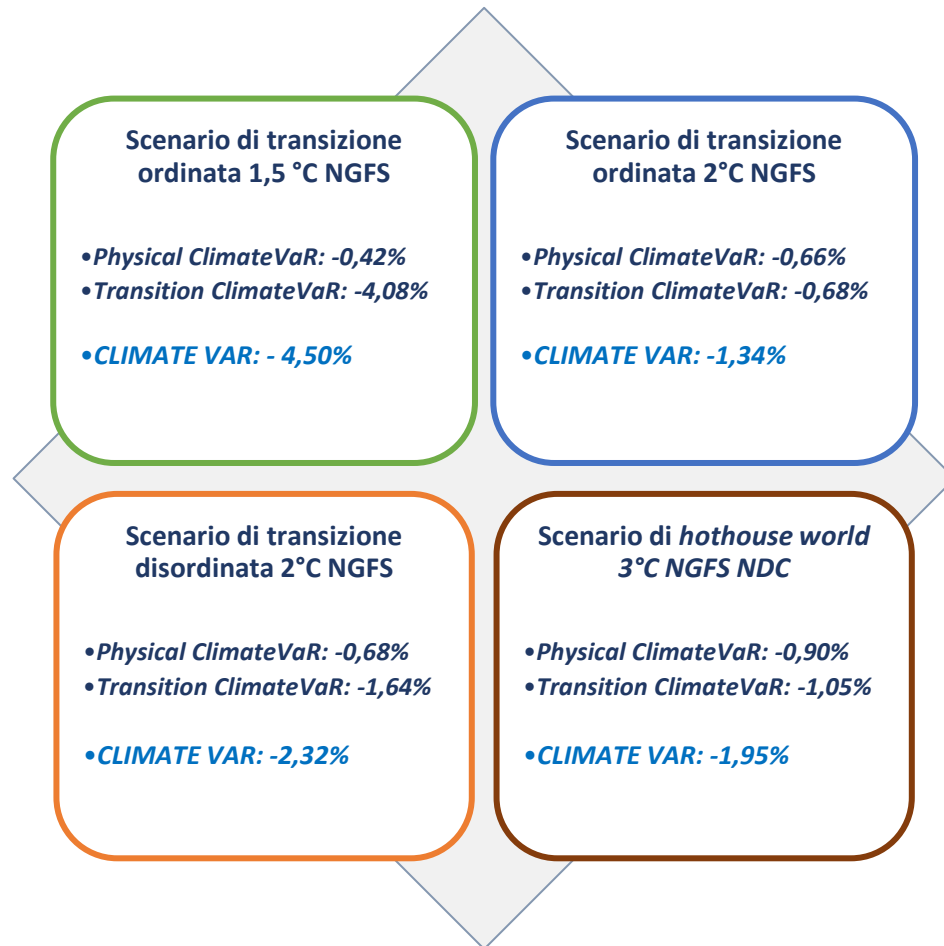 Scenario di transizione
ordinata 1,5 °C NGFS
•Physical ClimateVaR: -0,42%
•Transition ClimateVaR: -4,08%
•CLIMATE VAR: - 4,50%
Scenario di transizione
ordinata 2°C NGFS
•Physical ClimateVaR: -0,66%
•Transition ClimateVaR: -0,68%
•CLIMATE VAR: -1,34%
Scenario di transizione
disordinata 2°C NGFS
•Physical ClimateVaR: -0,68%
•Transition ClimateVaR: -1,64%
•CLIMATE VAR: -2,32%
Scenario di hothouse world
3°C NGFS NDC
•Physical ClimateVaR: -0,90%
•Transition ClimateVaR: -1,05%
•CLIMATE VAR: -1,95%